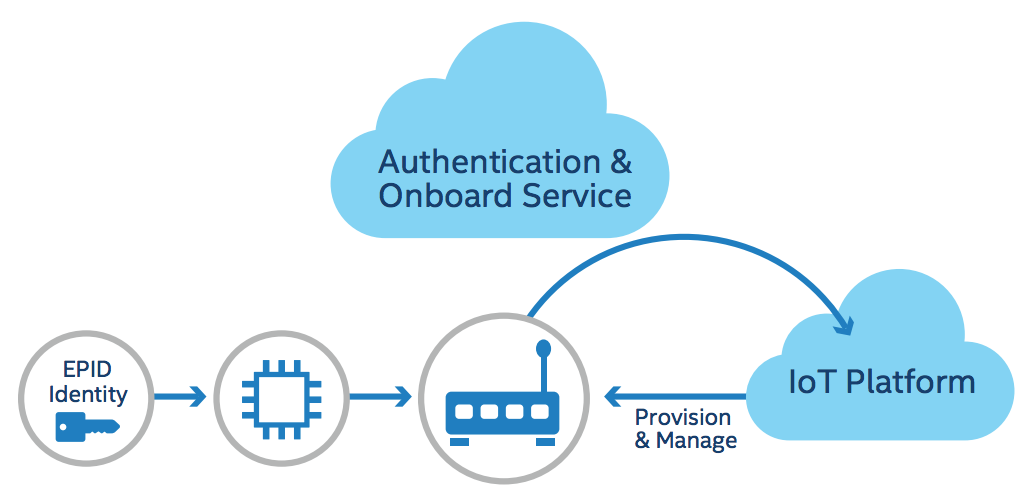 Authentication &
Onboard Service
EPID
Identity
IoT Platform
Provision
& Manage